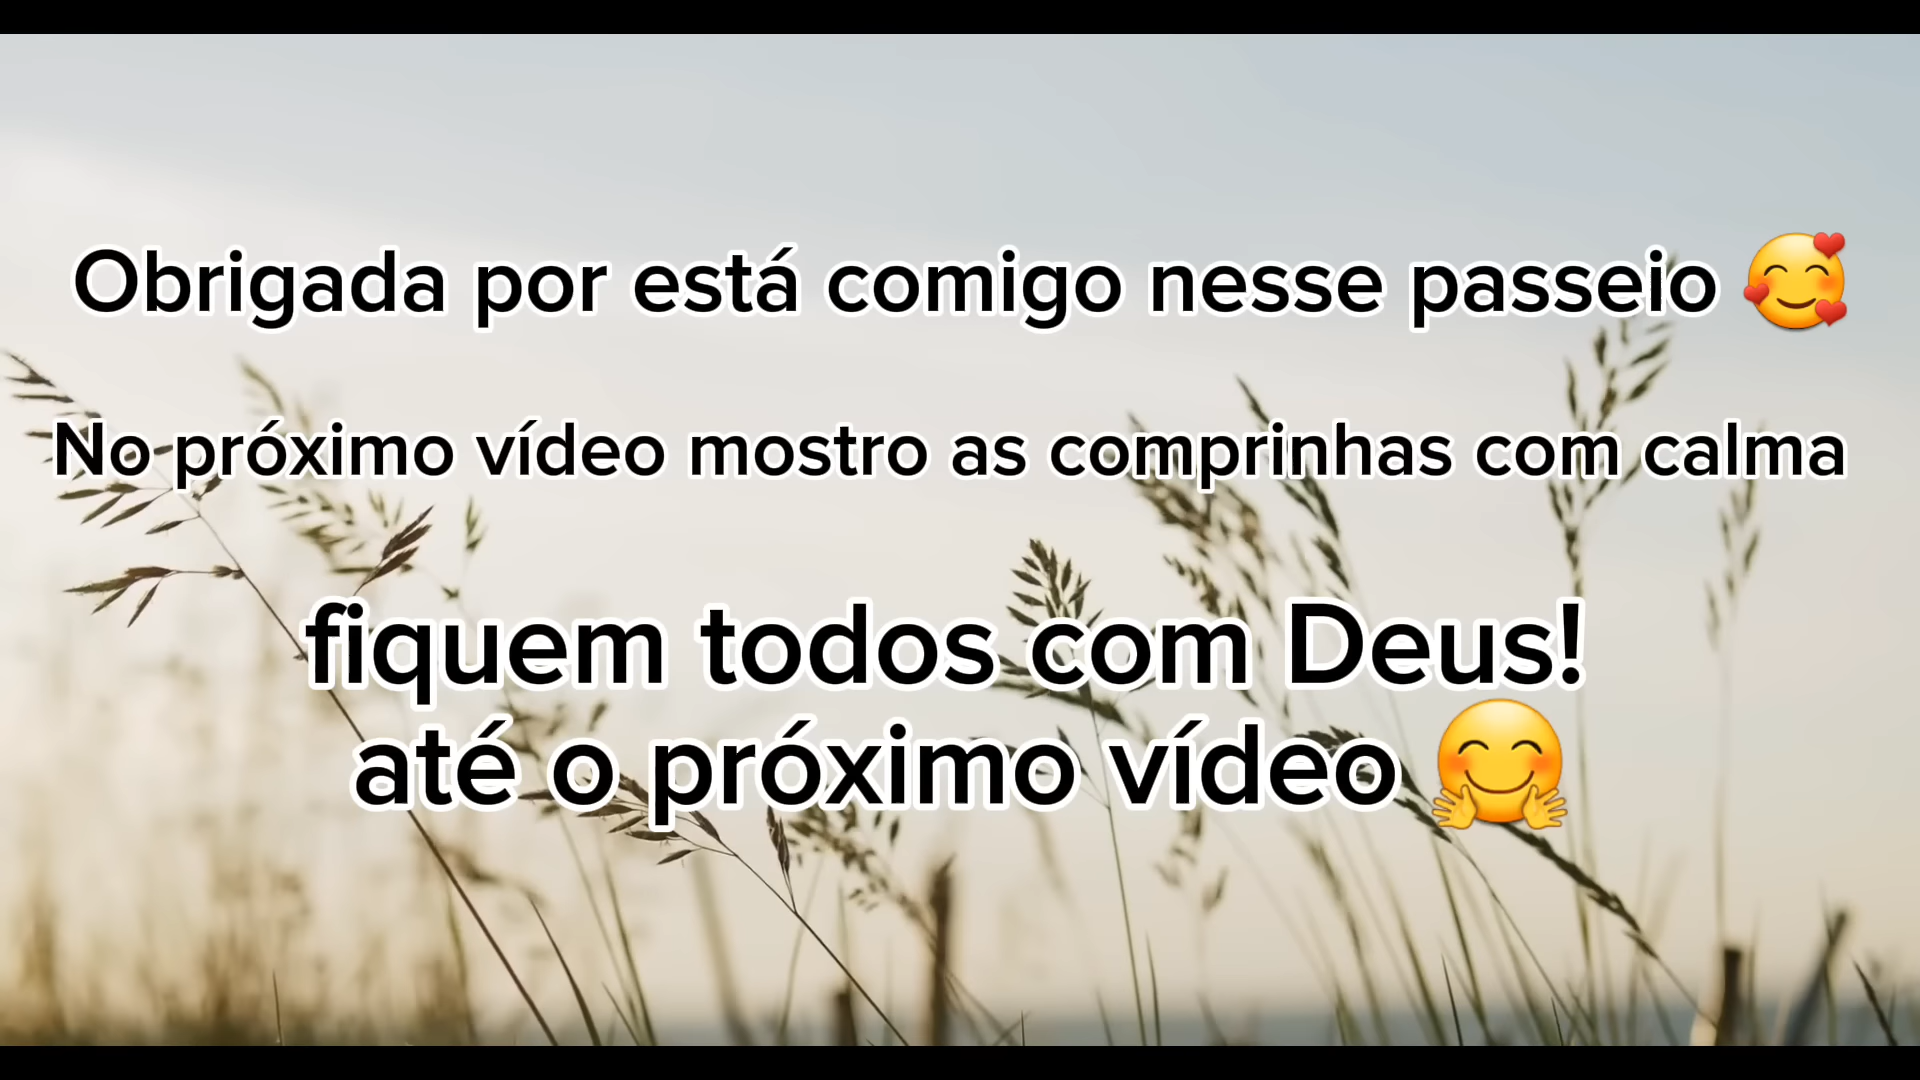 Obrigada por está comigo nesse passeio 🥰
No próximo vídeo mostro as comprinhas com calma
fiquem todos com Deus!
até o próximo vídeo 🤗